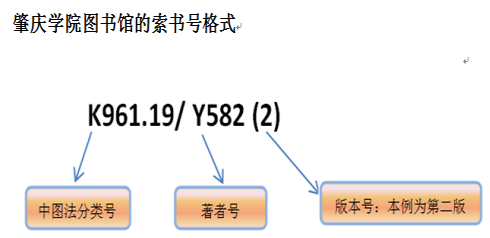 肇庆学院图书馆的索书号格式
K961.19/ Y582 (2)
中图法分类号
著者号
版本号：本例为第二版